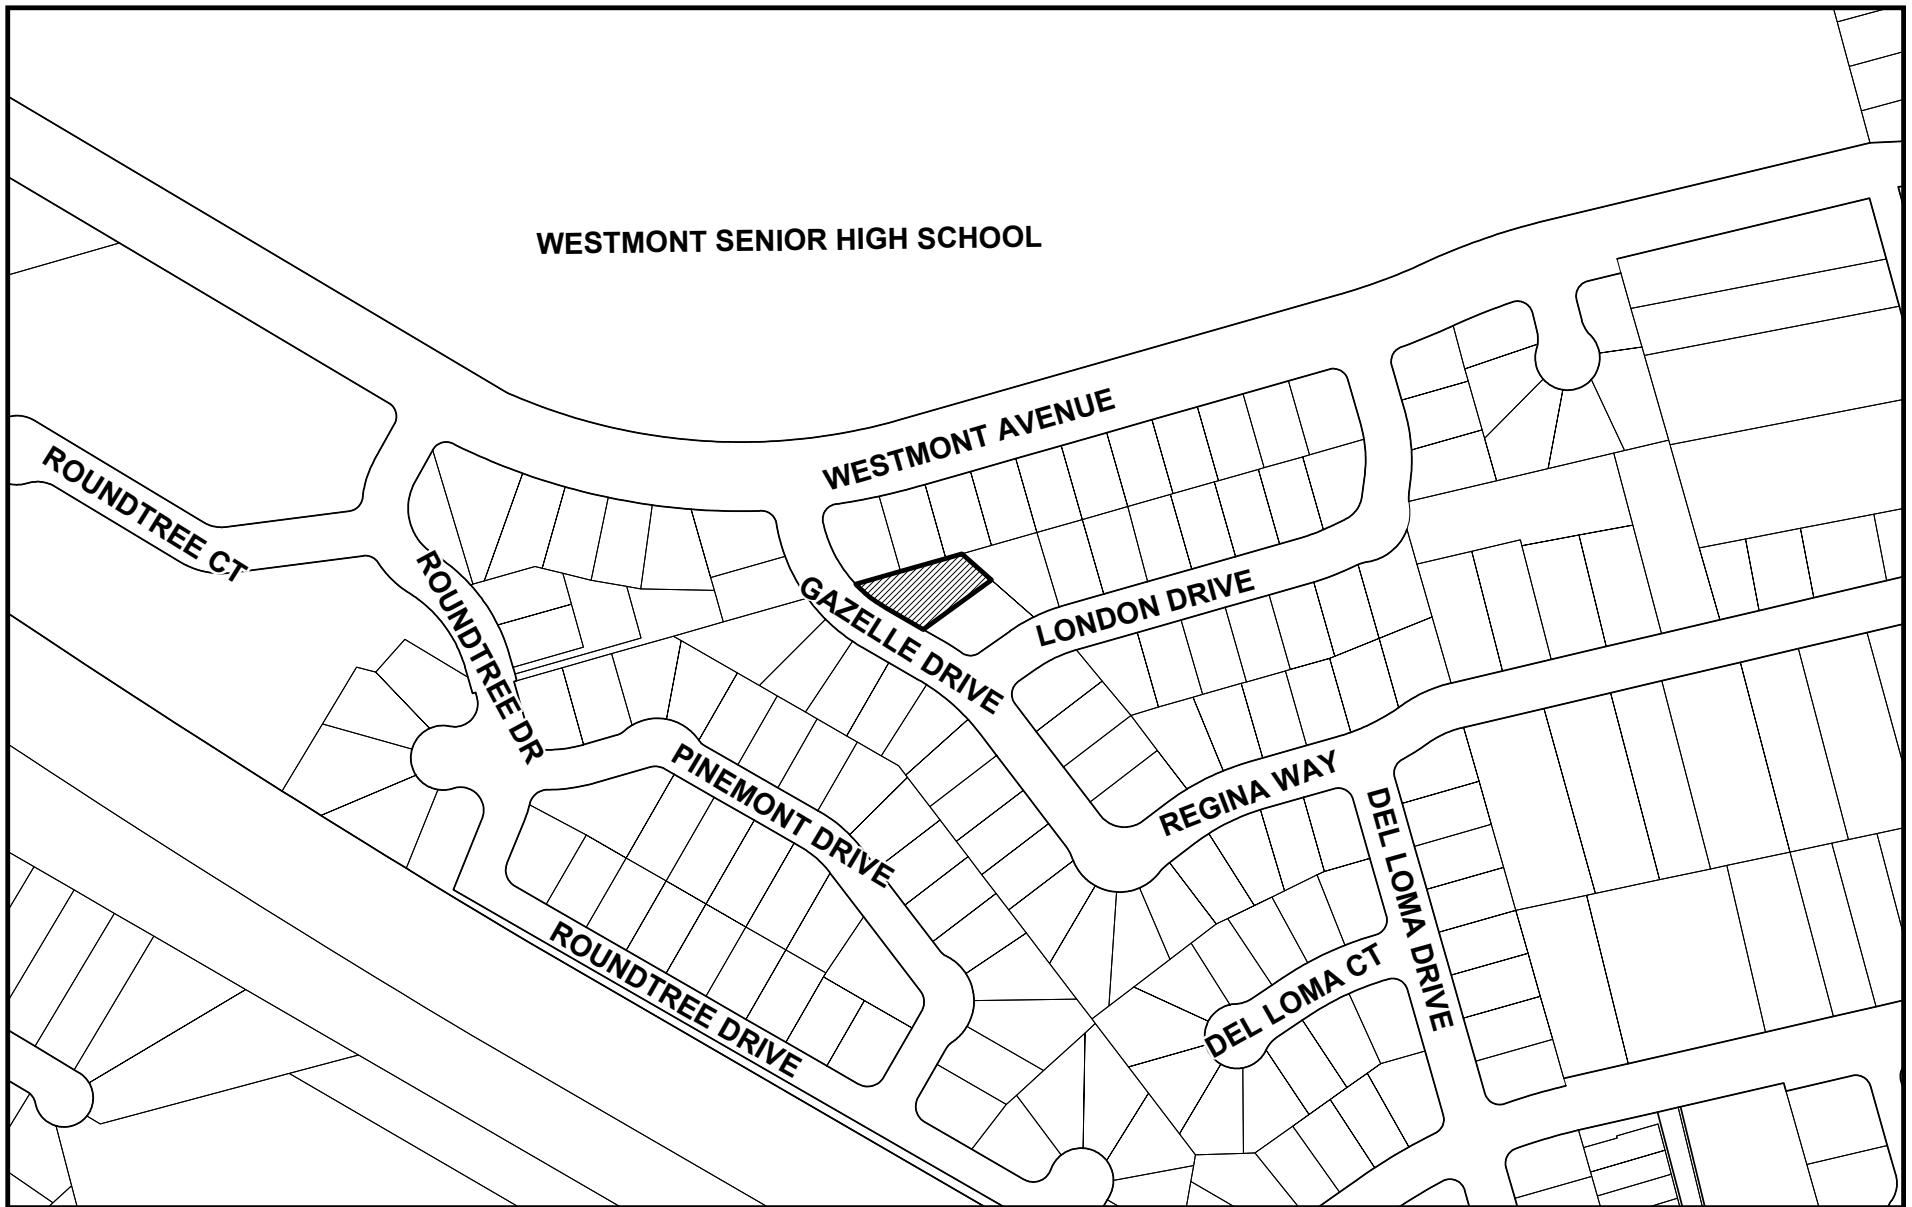 WESTMONT SENIOR HIGH SCHOOL
WESTMONT AVENUE
ROUNDTREE CT
ROUNDTREE DR
GAZELLE DRIVE
LONDON DRIVE
PINEMONT DRIVE
REGINA WAY
DEL LOMA DRIVE
ROUNDTREE DRIVE
DEL LOMA CT